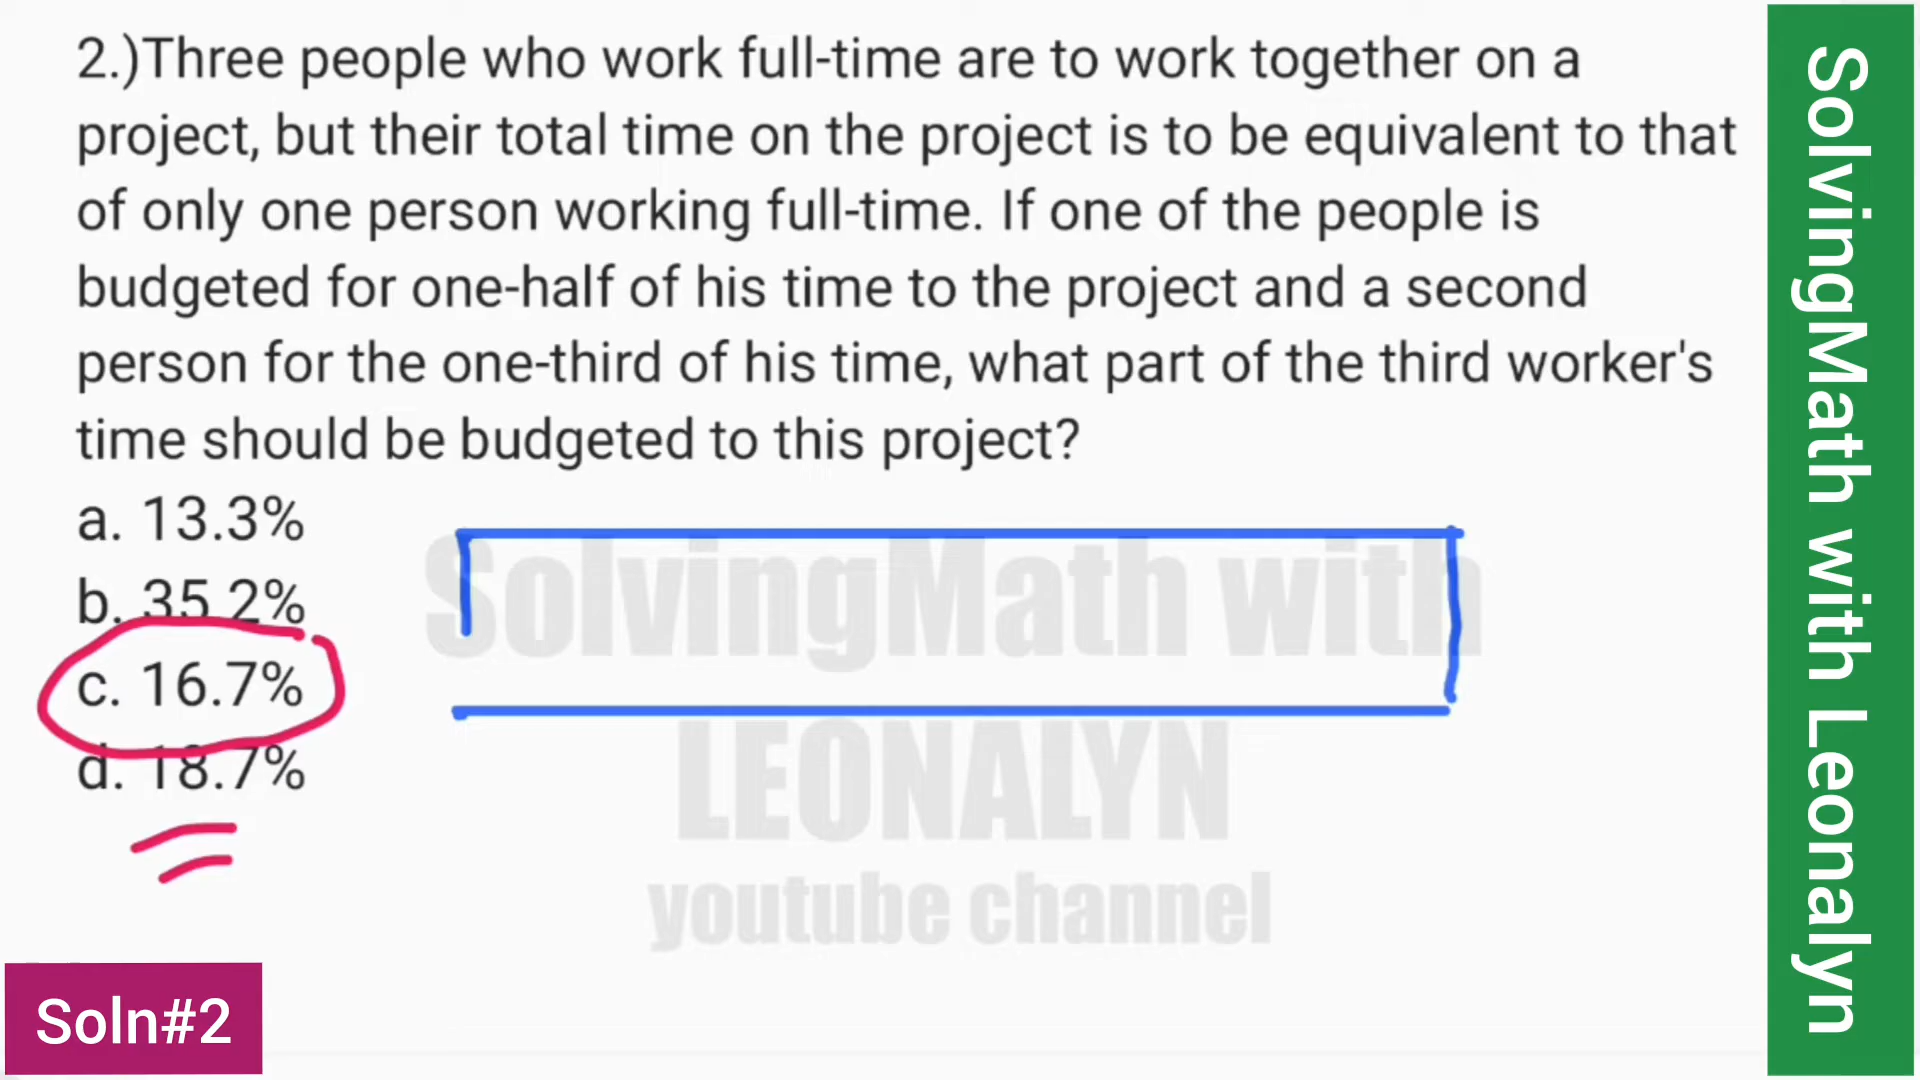 2.)Three people who work full-time are to work together on a
project, but their total time on the project is to be equivalent to that
of only one person working full-time. If one of the people is
budgeted for one-half of his time to the project and a second
person for the one-third of his time, what part of the third worker's
time should be budgeted to this project?
a. 13.3%
b. 35.2%
c. 16.7%
d. 18.7%
SolvingMath with
LEONALYN
youtube channel
Soln#2
SolvingMath with Leonalyn